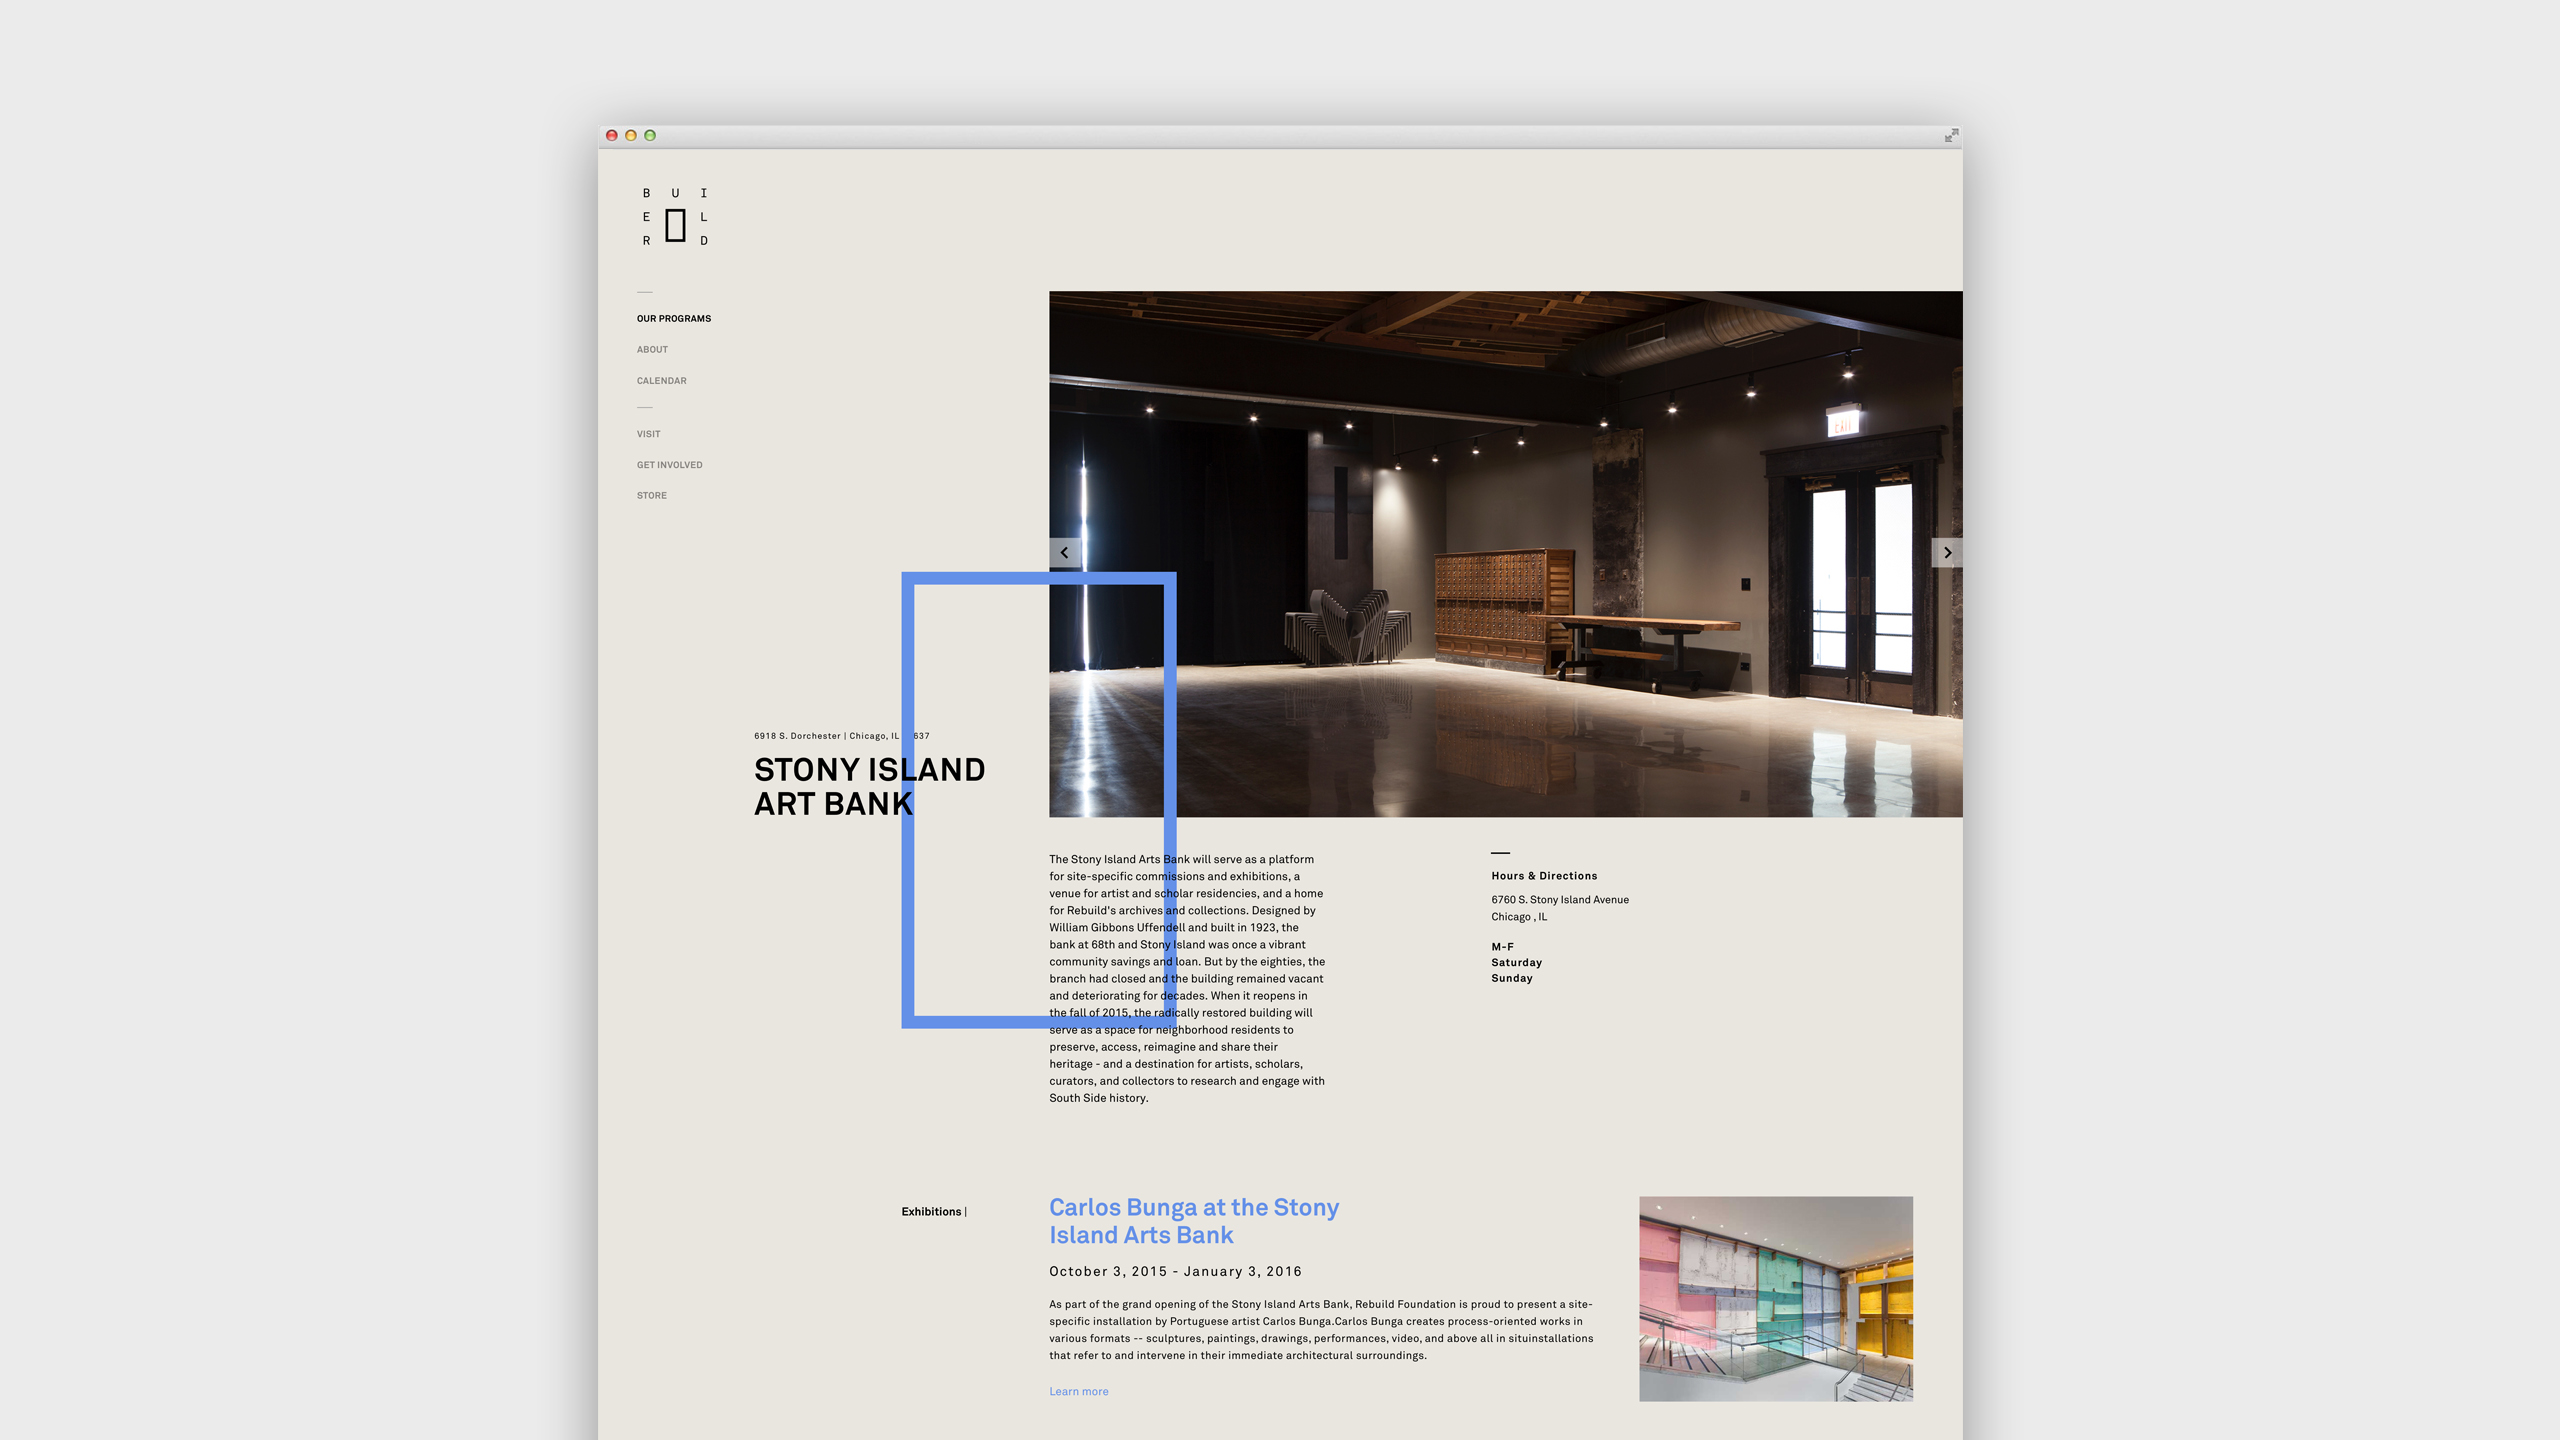 B U I
E L
R D
OUR PROGRAMS
ABOUT
CALENDAR
VISIT
GET INVOLVED
STORE
EXIT
6918 S. Dorchester | Chicago, IL 637
STONY ISLAND
ART BANK
The Stony Island Arts Bank will serve as a platform
for site-specific commissions and exhibitions, a
venue for artist and scholar residencies, and a home
for Rebuild's archives and collections. Designed by
William Gibbons Uffendell and built in 1923, the
bank at 68th and Stony Island was once a vibrant
community savings and loan. But by the eighties, the
branch had closed and the building remained vacant
and deteriorating for decades. When it reopens in
the fall of 2015, the radically restored building will
serve as a space for neighborhood residents to
preserve, access, reimagine and share their
heritage - and a destination for artists, scholars,
curators, and collectors to research and engage with
South Side history.
Hours & Directions
6760 S. Stony Island Avenue
Chicago , IL
M-F
Saturday
Sunday
Exhibitions |
Carlos Bunga at the Stony
Island Arts Bank
October 3, 2015 - January 3, 2016
As part of the grand opening of the Stony Island Arts Bank, Rebuild Foundation is proud to present a site-
specific installation by Portuguese artist Carlos Bunga.Carlos Bunga creates process-oriented works in
various formats -- sculptures, paintings, drawings, performances, video, and above all in situinstallations
that refer to and intervene in their immediate architectural surroundings.
Learn more